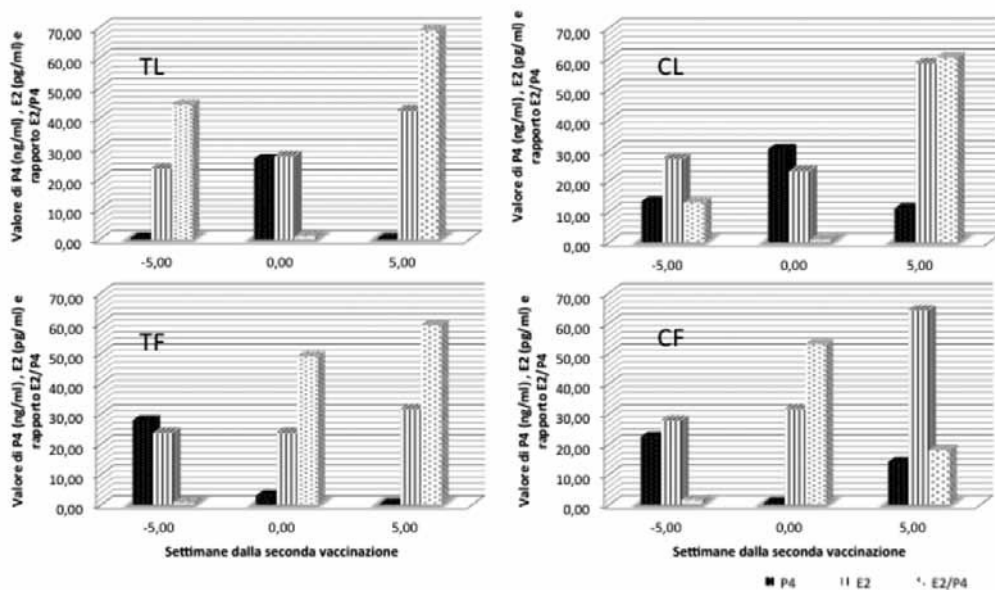 Valore di P4 (ng/ml) , E2 (pg/ml) e
rapporto E2/P4
TL
70,00
60,00
50,00
40,00
30,00
20,00
10,00
0,00
-5,00 0,00 5,00
Valore di P4 (ng/ml) , E2 (pg/ml) e
rapporto E2/P4
CL
70,00
60,00
50,00
40,00
30,00
20,00
10,00
0,00
-5,00 0,00 5,00
Valore di P4 (ng/ml) , E2 (pg/ml) e
rapporto E2/P4
TF
70,00
60,00
50,00
40,00
30,00
20,00
10,00
0,00
-5,00 0,00 5,00
Settimane dalla seconda vaccinazione
Valore di P4 (ng/ml) , E2 (pg/ml) e
rapporto E2/P4
CF
70,00
60,00
50,00
40,00
30,00
20,00
10,00
0,00
-5,00 0,00 5,00
Settimane dalla seconda vaccinazione
P4 E2 E2/P4